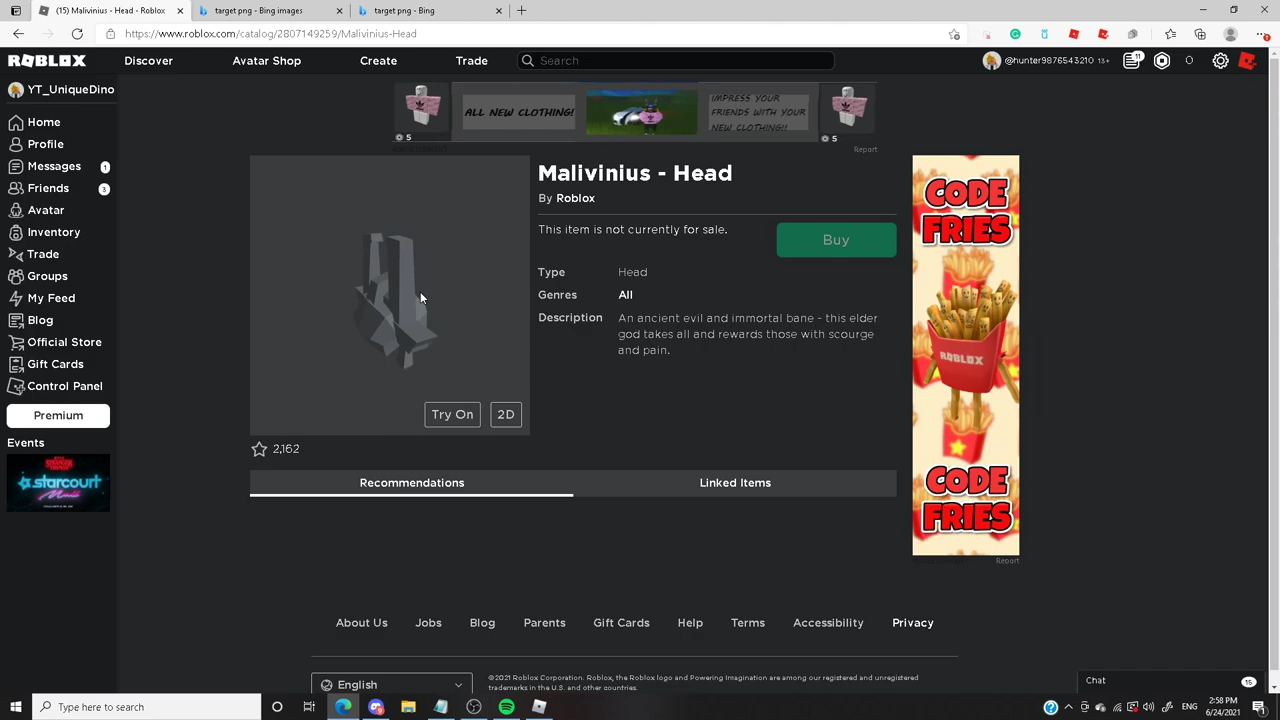 (15) Malivinius - Head - Roblox
target png - Bing images
target png - Bing
https://www.roblox.com/catalog/2807149259/Malivinius-Head
ROBLOX
Discover
Avatar Shop
Create
Trade
Search
@hunter9876543210 13+
11
0
YT_UniqueDino
Home
Profile
Messages
1
Friends
3
Avatar
Inventory
Trade
Groups
My Feed
Blog
Official Store
Gift Cards
Control Panel
Premium
Events
starcourt
5
ALL NEW CLOTHING!
IMPRESS YOUR
FRIENDS WITH YOUR
NEW CLOTHING!!
5
Report
Malivinius - Head
By Roblox
This item is not currently for sale.
Buy
Type
Head
Genres
All
Description
An ancient evil and immortal bane - this elder
god takes all and rewards those with scourge
and pain.
Try On
2D
2,162
Recommendations
Linked Items
CODE
FRIES
ROBLOX
CODE
FRIES
Report
About Us
Jobs
Blog
Parents
Gift Cards
Help
Terms
Accessibility
Privacy
English
©2021 Roblox Corporation. Roblox, the Roblox logo and Powering Imagination are among our registered and unregistered
trademarks in the U.S. and other countries.
Chat
15
Type here to search
ENG
2:58 PM
6/24/2021